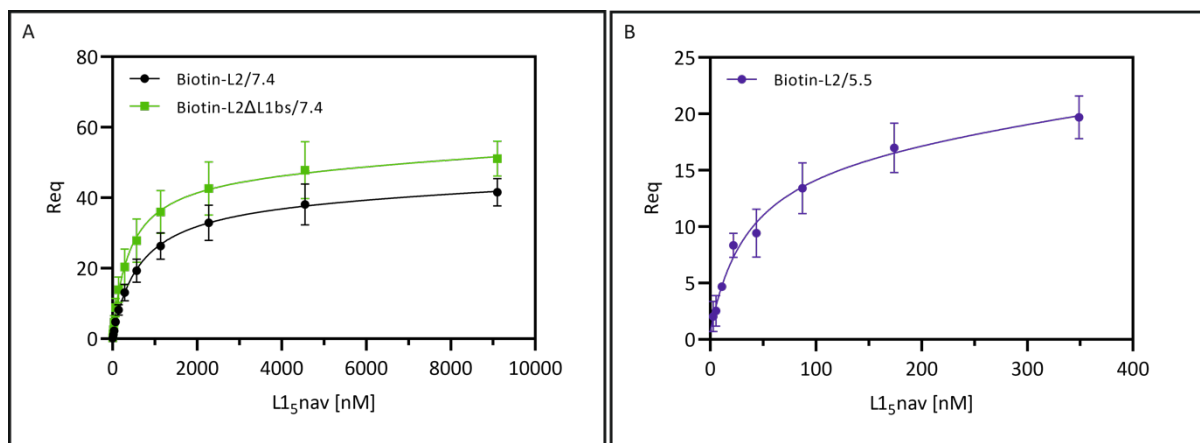 A
80
60
40
20
0
Req
Biotin-L2/7.4
Biotin-L2ΔL1bs/7.4
0 2000 4000 6000 8000 10000
L1₅nav [nM]
B
25
20
15
10
5
0
Req
Biotin-L2/5.5
0 100 200 300 400
L1₅nav [nM]